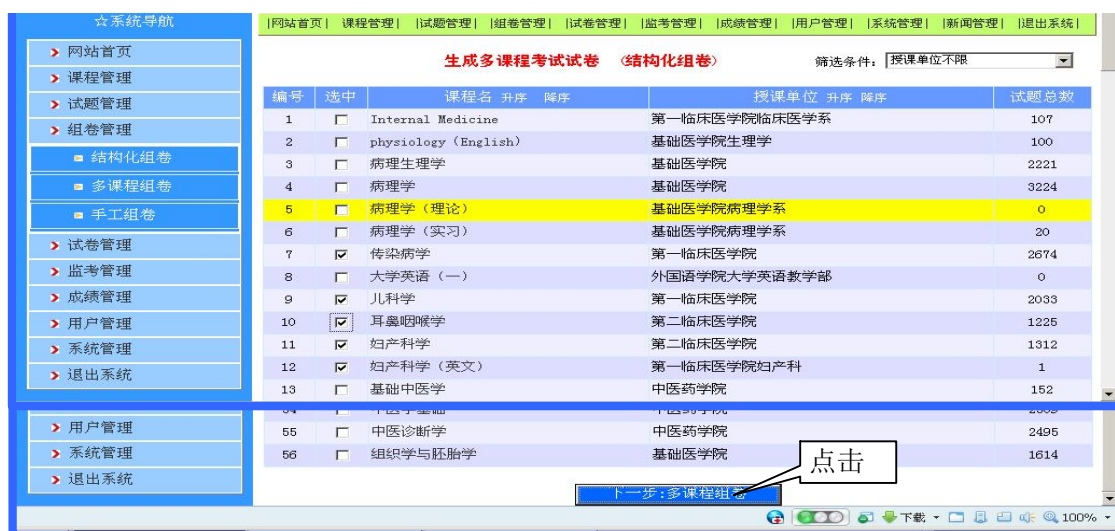 ☆系统导航
|网站首页| 课程管理| |试题管理| |组卷管理| |试卷管理| |监考管理| |成绩管理| |用户管理| |系统管理| |新闻管理| |退出系统|
网站首页
课程管理
试题管理
组卷管理
结构化组卷
多课程组卷
手工组卷
试卷管理
监考管理
成绩管理
用户管理
系统管理
退出系统
生成多课程考试试卷 (结构化组卷) 筛选条件: 授课单位不限
编号 选中 课程名 升序 降序 授课单位 升序 降序 试题总数
1 Internal Medicine 第一临床医学院临床医学系 107
2 physiology (English) 基础医学院生理学 100
3 病理生理学 基础医学院 2221
4 病理学 基础医学院 3224
5 病理学（理论） 基础医学院病理学系 0
6 病理学（实习） 基础医学院病理学系 20
7 传染病学 第一临床医学院 2674
8 大学英语（一） 外国语学院大学英语教学部 0
9 儿科学 第一临床医学院 2033
10 耳鼻咽喉学 第二临床医学院 1225
11 妇产科学 第二临床医学院 1312
12 妇产科学（英文） 第一临床医学院妇产科 1
13 基础中医学 中医药学院 152
用户管理
系统管理
退出系统
55 中医诊断学 中医药学院 2495
56 组织学与胚胎学 基础医学院 1614
点击
下一步:多课程组卷
下载 100%